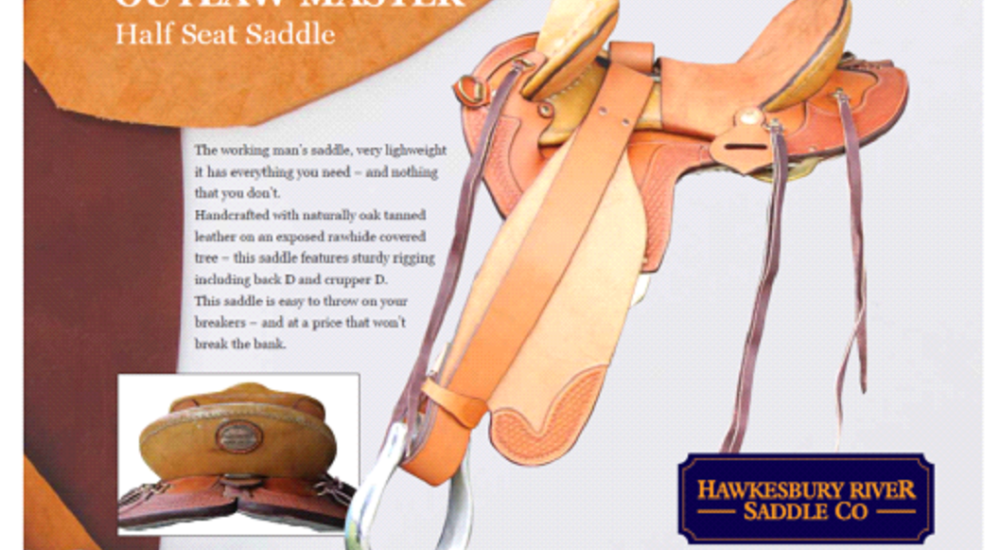 OUTLAW MASTER
Half Seat Saddle
The working man's saddle, very lighweight
it has everything you need – and nothing
that you don't.
Handcrafted with naturally oak tanned
leather on an exposed rawhide covered
tree – this saddle features sturdy rigging
including back D and crupper D.
This saddle is easy to throw on your
breakers – and at a price that won't
break the bank.
HAWKESBURY RIVER
SADDLE CO